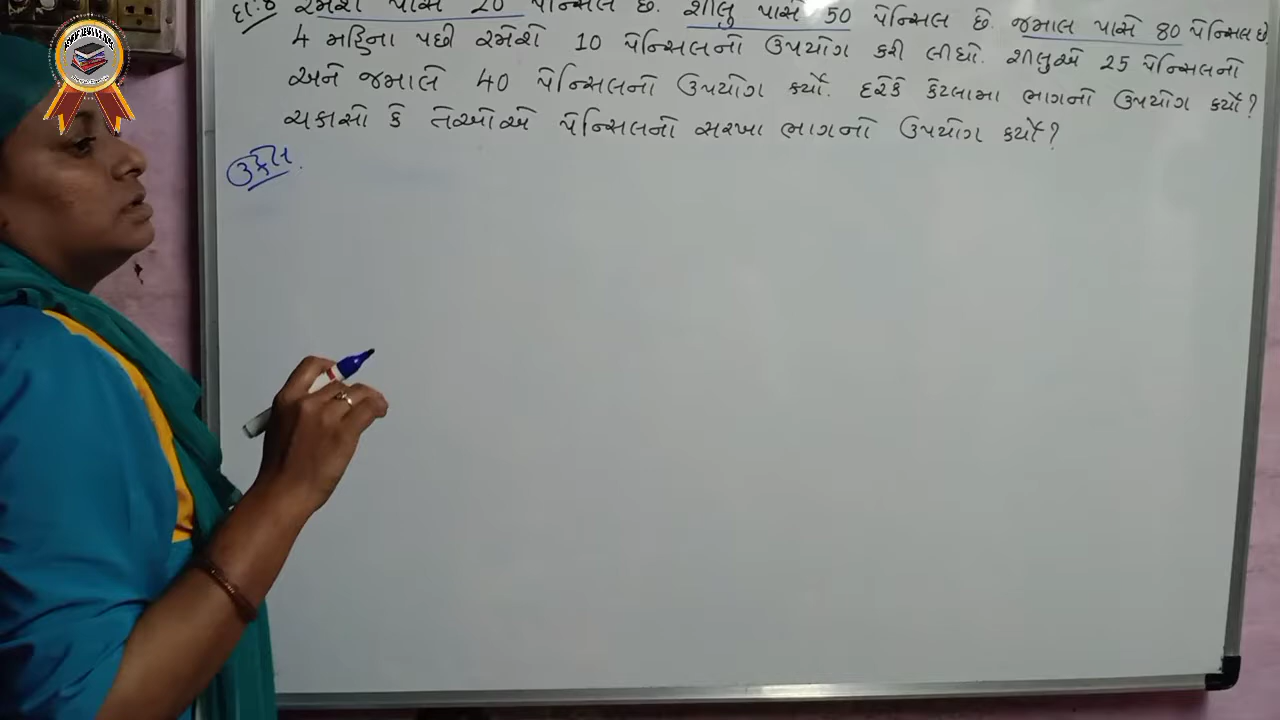 દા:8 રમેશ પાસે 20 પેન્સિલ છે. શીલુ પાસે 50 પેન્સિલ છે. જમાલ પાસે 80 પેન્સિલ છે
4 મહિના પછી રમેશે 10 પેન્સિલનો ઉપયોગ કરી લીધો. શીલુએ 25 પેન્સિલનો
અને જમાલે 40 પેન્સિલનો ઉપયોગ કર્યો. દરેકે કેટલામા ભાગનો ઉપયોગ કર્યો?
ચકાસો કે તેઓએ પેન્સિલનો સરખા ભાગનો ઉપયોગ કર્યો?
ઉકેલ.